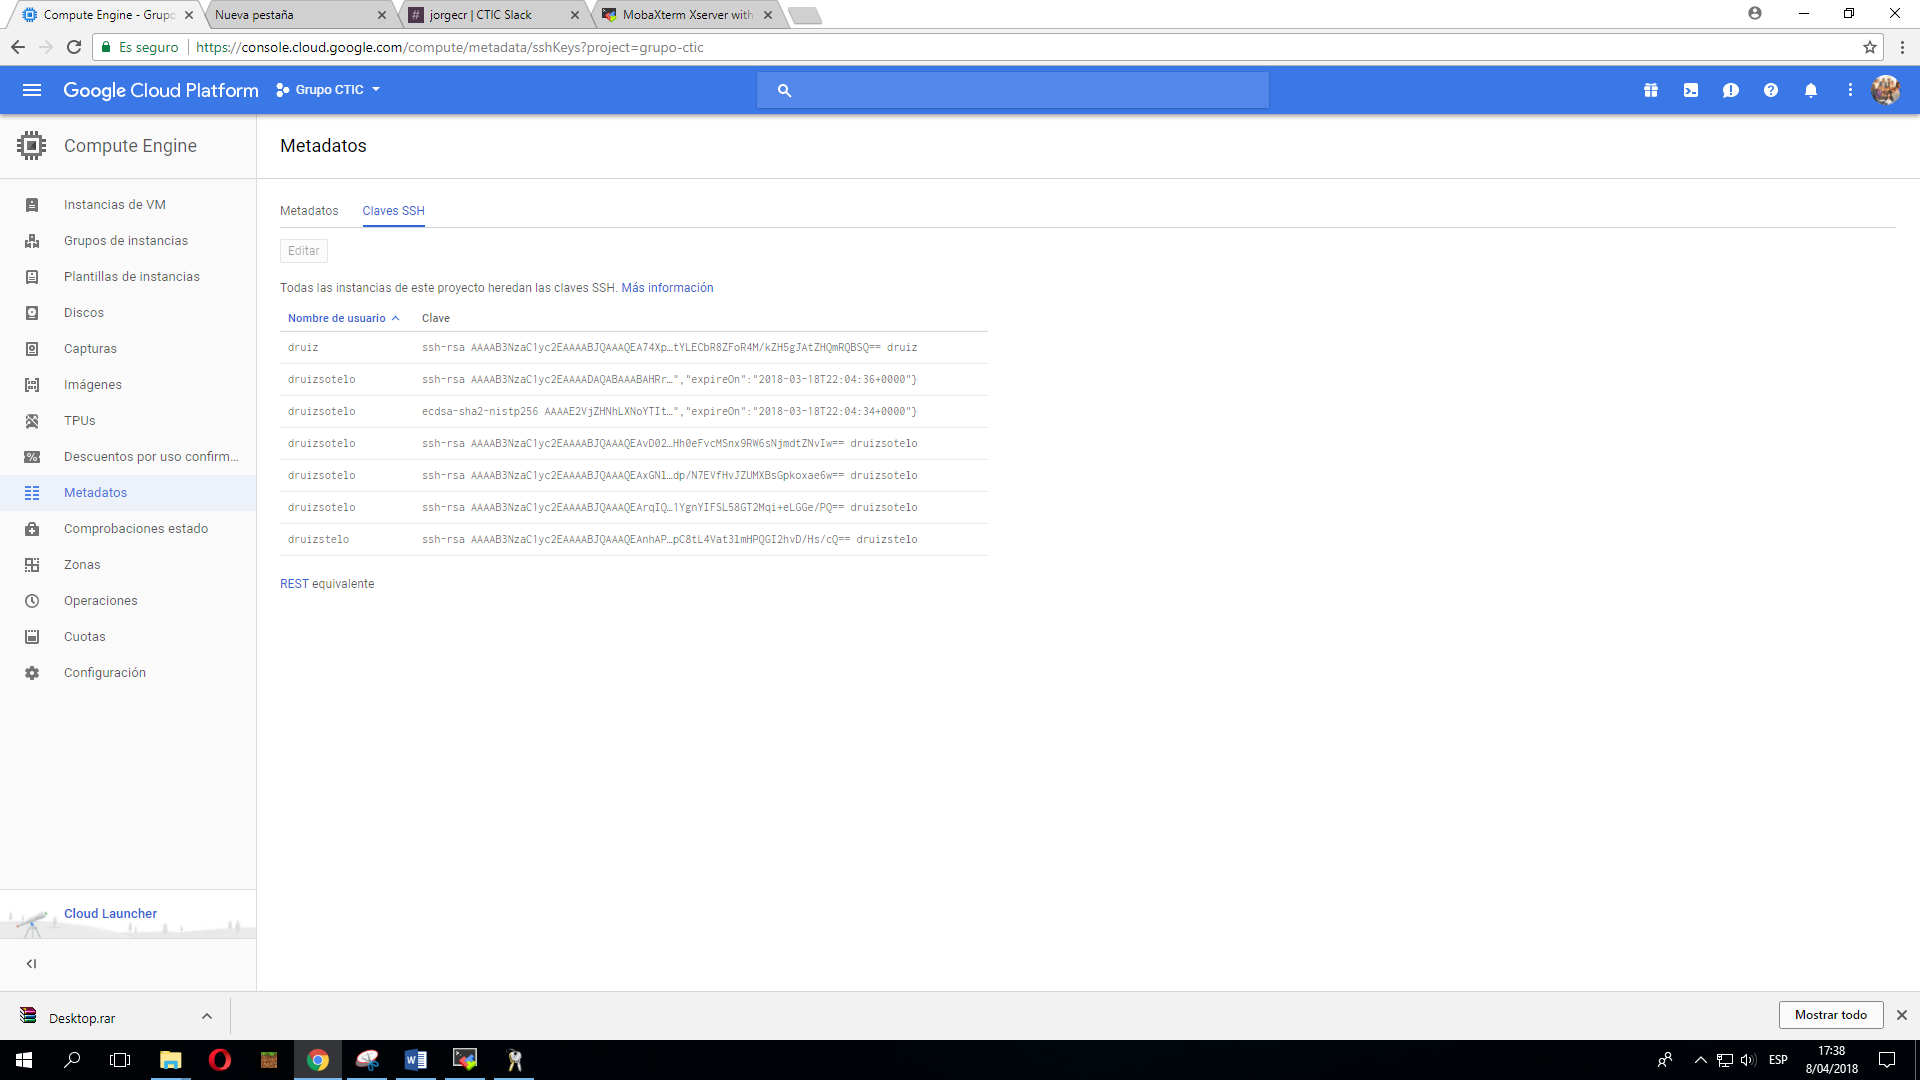 Compute Engine - Grupo
Nueva pestaña
jorgecr | CTIC Slack
MobaXterm Xserver with
Es seguro
https://console.cloud.google.com/compute/metadata/sshKeys?project=grupo-ctic
Google Cloud Platform
Grupo CTIC
Compute Engine
Metadatos
Instancias de VM
Grupos de instancias
Plantillas de instancias
Discos
Capturas
Imágenes
TPUs
Descuentos por uso confirm...
Metadatos
Comprobaciones estado
Zonas
Operaciones
Cuotas
Configuración
Cloud Launcher
Metadatos Claves SSH
Editar
Todas las instancias de este proyecto heredan las claves SSH. Más información
Nombre de usuario Clave
druiz ssh-rsa AAAAB3NzaC1yc2EAAAABJQAAAQEA74Xp…tYLECbR8ZFoR4M/kZH5gJAtZHQmRQBSQ== druiz
druizsotelo ssh-rsa AAAAB3NzaC1yc2EAAAADAQABAAABAHRr…","expireOn":"2018-03-18T22:04:36+0000"}
druizsotelo ecdsa-sha2-nistp256 AAAAE2VjZHNhLXNoYTIt…","expireOn":"2018-03-18T22:04:34+0000"}
druizsotelo ssh-rsa AAAAB3NzaC1yc2EAAAABJQAAAQEAvD02…Hh0eFvcMSnx9RW6sNjmdtZNvIw== druizsotelo
druizsotelo ssh-rsa AAAAB3NzaC1yc2EAAAABJQAAAQEAxGNl…dp/N7EVfHvJZUMXBsGpkoxae6w== druizsotelo
druizsotelo ssh-rsa AAAAB3NzaC1yc2EAAAABJQAAAQEArqIQ…1YgnYIFSL58GT2Mqi+eLGGe/PQ== druizsotelo
druizstelo ssh-rsa AAAAB3NzaC1yc2EAAAABJQAAAQEAnhAP…pC8tL4Vat3lmHPQGI2hvD/Hs/cQ== druizstelo
REST equivalente
Desktop.rar
Mostrar todo
ESP
17:38
8/04/2018